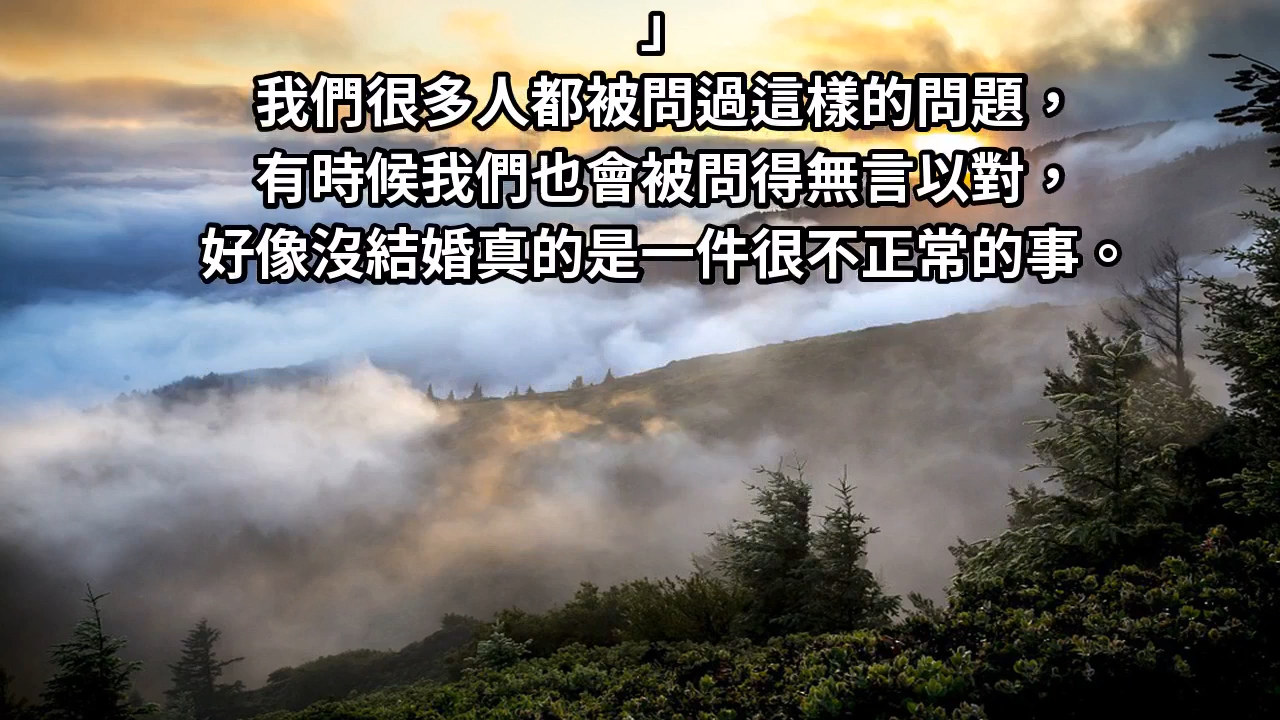 』
我們很多人都被問過這樣的問題，
有時候我們也會被問得無言以對，
好像沒結婚真的是一件很不正常的事。